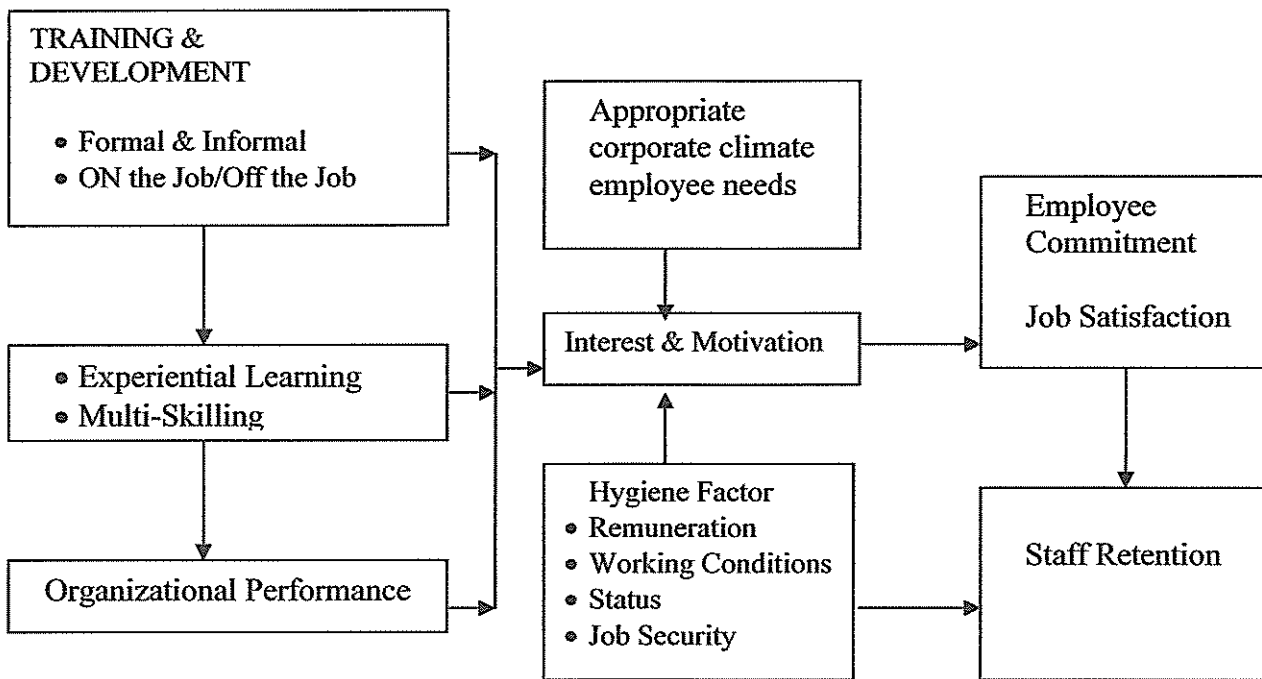 TRAINING &
DEVELOPMENT
• Formal & Informal
• ON the Job/Off the Job
• Experiential Learning
• Multi-Skilling
Organizational Performance
Appropriate
corporate climate
employee needs
Interest & Motivation
Hygiene Factor
• Remuneration
• Working Conditions
• Status
• Job Security
Employee
Commitment
Job Satisfaction
Staff Retention